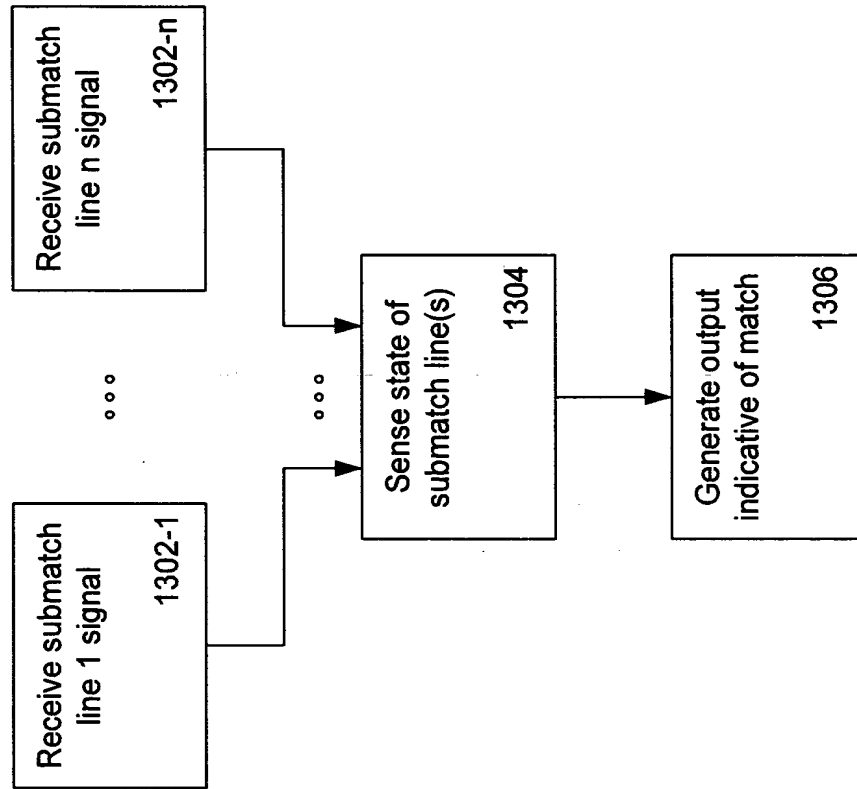 Receive submatch
line 1 signal
1302-1
Receive submatch
line n signal
1302-n
Sense state of
submatch line(s)
1304
Generate output
indicative of match
1306